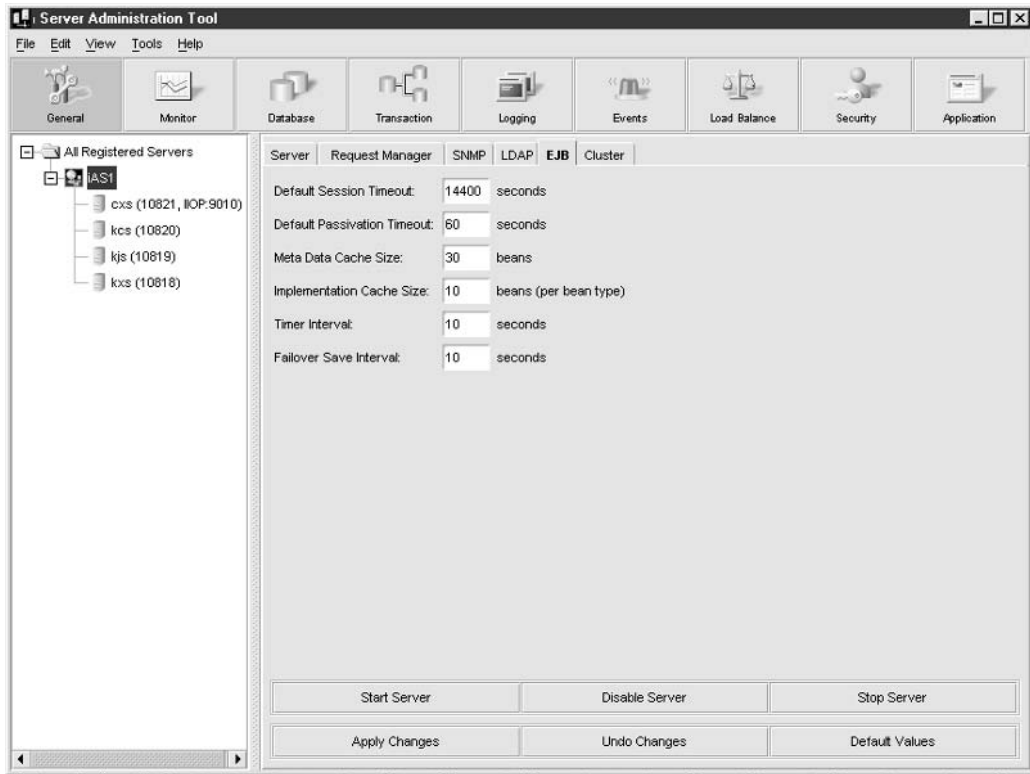 Server Administration Tool
File Edit View Tools Help
General Monitor Database Transaction Logging Events Load Balance Security Application
All Registered Servers
iAS1
cxs (10821, IIOP:9010)
kcs (10820)
kjs (10819)
kxs (10818)
Server Request Manager SNMP LDAP EJB Cluster
Default Session Timeout: 14400 seconds
Default Passivation Timeout: 60 seconds
Meta Data Cache Size: 30 beans
Implementation Cache Size: 10 beans (per bean type)
Timer Interval: 10 seconds
Failover Save Interval: 10 seconds
Start Server Disable Server Stop Server
Apply Changes Undo Changes Default Values